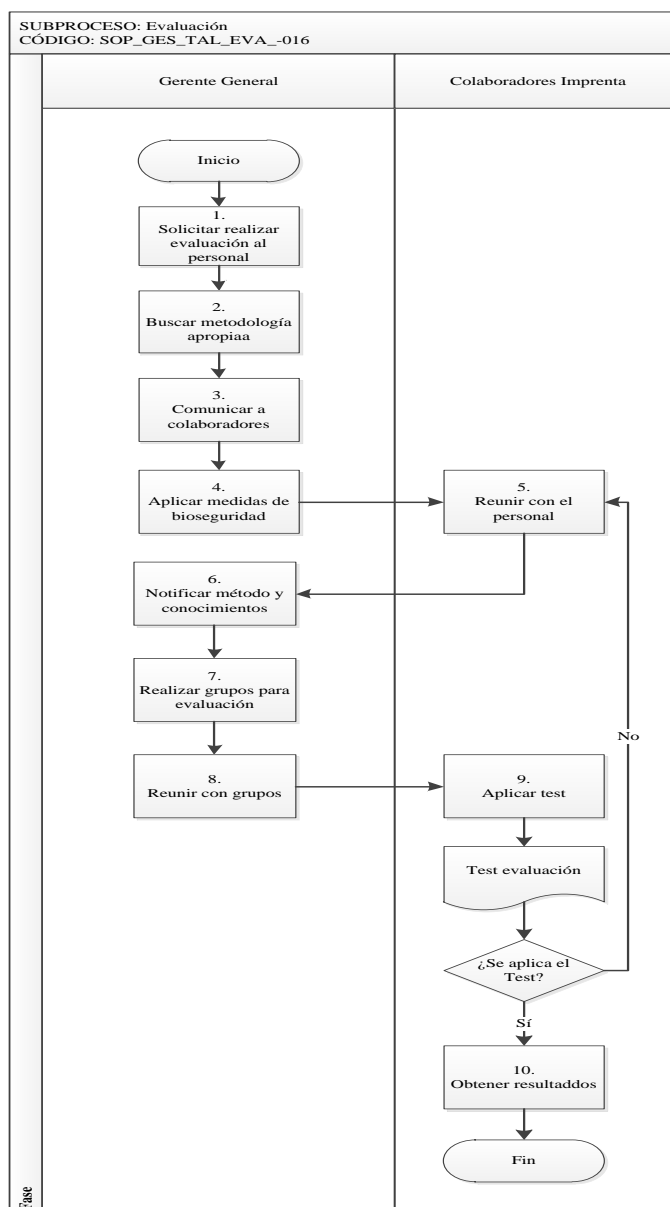 SUBPROCESO: Evaluación
CÓDIGO: SOP_GES_TAL_EVA_-016
Gerente General
Colaboradores Imprenta
Inicio
1.
Solicitar realizar
evaluación al
personal
2.
Buscar metodología
apropiaa
3.
Comunicar a
colaboradores
4.
Aplicar medidas de
bioseguridad
5.
Reunir con el
personal
6.
Notificar método y
conocimientos
7.
Realizar grupos para
evaluación
8.
Reunir con grupos
9.
Aplicar test
Test evaluación
¿Se aplica el
Test?
No
Sí
10.
Obtener resultaddos
Fin
Fase